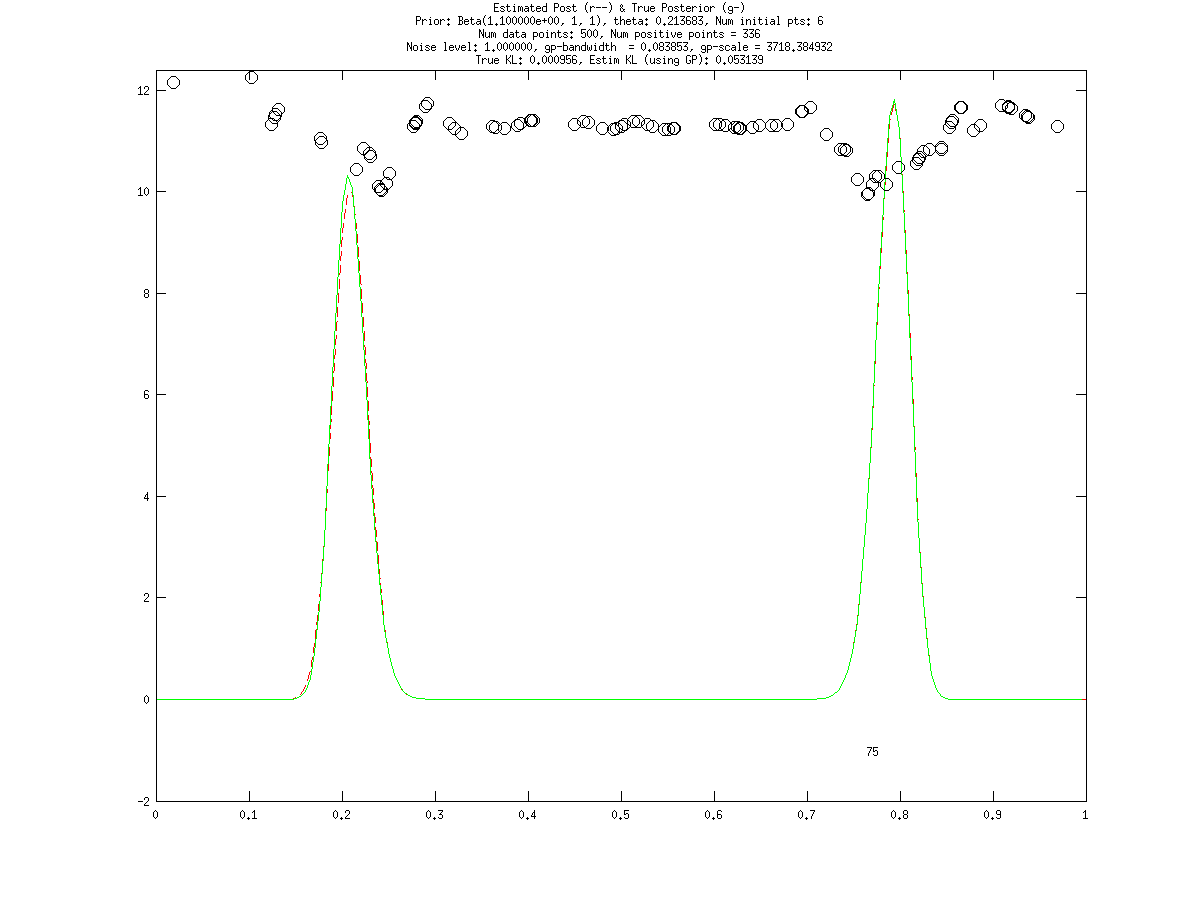 Estimated Post (r--) & True Posterior (g-)
Prior: Beta(1.100000e+00, 1, 1), theta: 0.213683, Num initial pts: 6
Num data points: 500, Num positive points = 336
Noise level: 1.000000, gp-bandwidth  = 0.083853, gp-scale = 3718.384932
True KL: 0.000956, Estim KL (using GP): 0.053139
12
10
8
6
4
2
0
75
-2
0 0.1 0.2 0.3 0.4 0.5 0.6 0.7 0.8 0.9 1